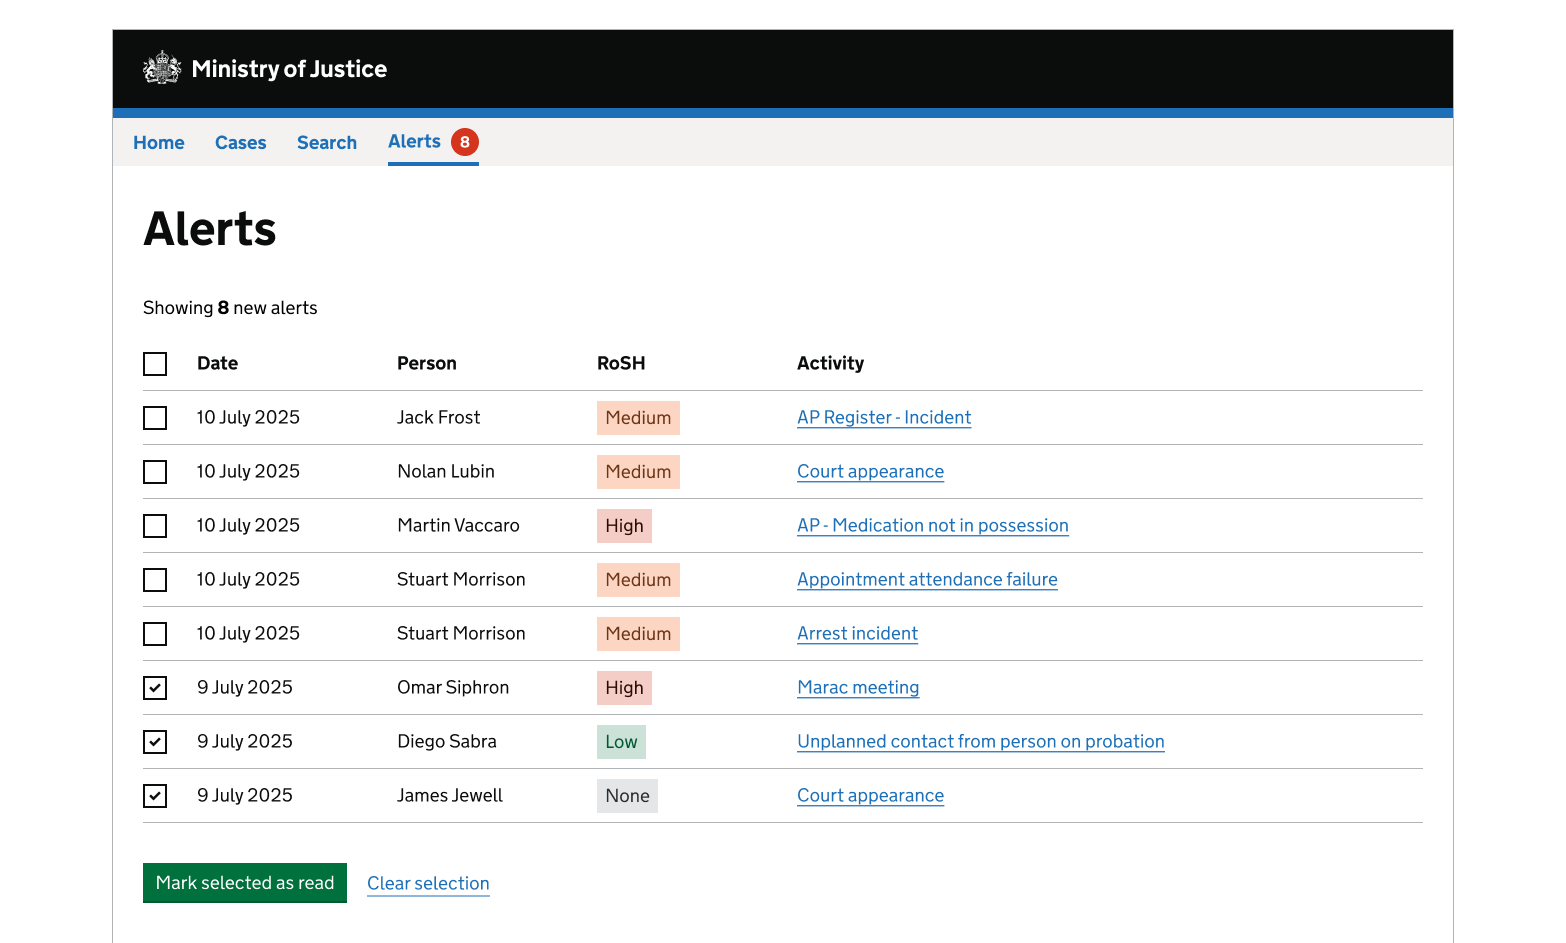 Ministry of Justice
Home Cases Search Alerts 8
Alerts
Showing 8 new alerts
Date Person RoSH Activity
10 July 2025 Jack Frost Medium AP Register - Incident
10 July 2025 Nolan Lubin Medium Court appearance
10 July 2025 Martin Vaccaro High AP - Medication not in possession
10 July 2025 Stuart Morrison Medium Appointment attendance failure
10 July 2025 Stuart Morrison Medium Arrest incident
9 July 2025 Omar Siphron High Marac meeting
9 July 2025 Diego Sabra Low Unplanned contact from person on probation
9 July 2025 James Jewell None Court appearance
Mark selected as read Clear selection